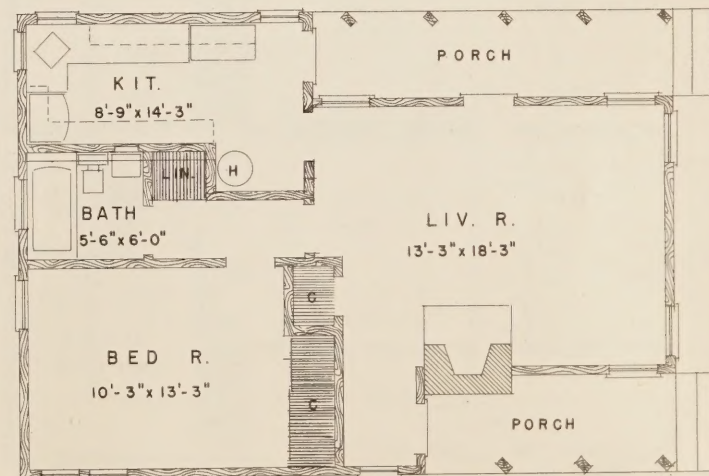 PORCH
KIT.
8'-9" x 14'-3"
LIN.
H
BATH
5'-6" x 6'-0"
LIV. R.
13'-3" x 18'-3"
C
BED R.
10'-3" x 13'-3"
C
PORCH